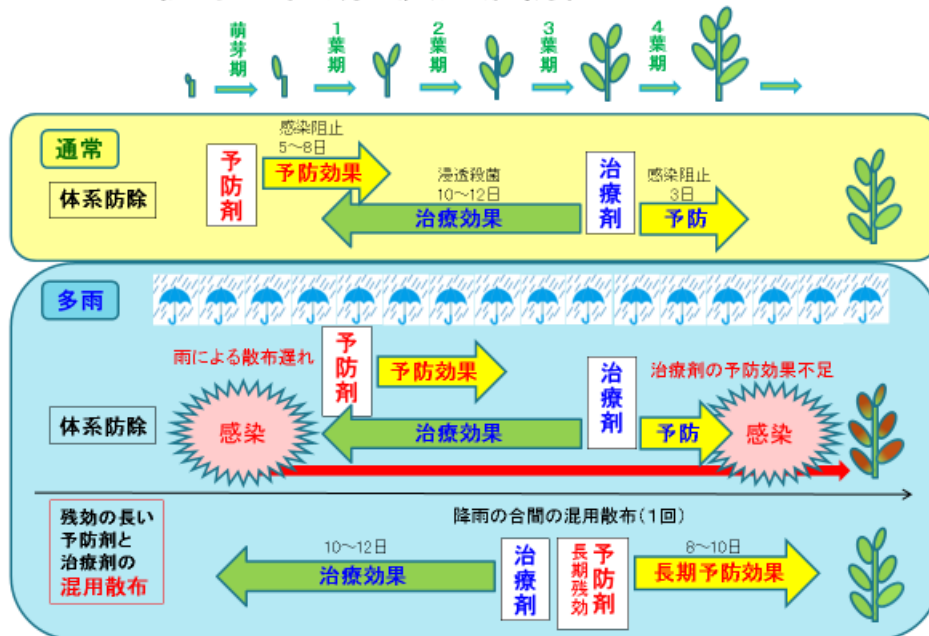 萌芽期
1葉期
2葉期
3葉期
4葉期
通常
体系防除
予防剤
感染阻止
5～8日
予防効果
浸透殺菌
10～12日
治療効果
治療剤
感染阻止
3日
予防
多雨
雨による散布遅れ
予防剤
予防効果
治療剤
治療剤の予防効果不足
体系防除
感染
治療効果
予防
感染
残効の長い
予防剤と
治療剤の
混用散布
降雨の合間の混用散布(1回)
10～12日
治療効果
治療剤
長期残効
予防剤
8～10日
長期予防効果